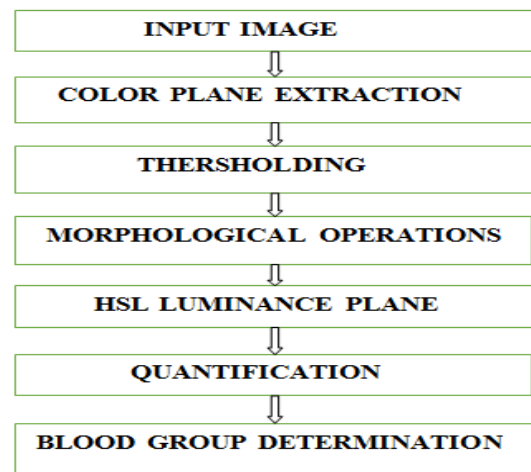 INPUT IMAGE
COLOR PLANE EXTRACTION
THERSHOLDING
MORPHOLOGICAL OPERATIONS
HSL LUMINANCE PLANE
QUANTIFICATION
BLOOD GROUP DETERMINATION